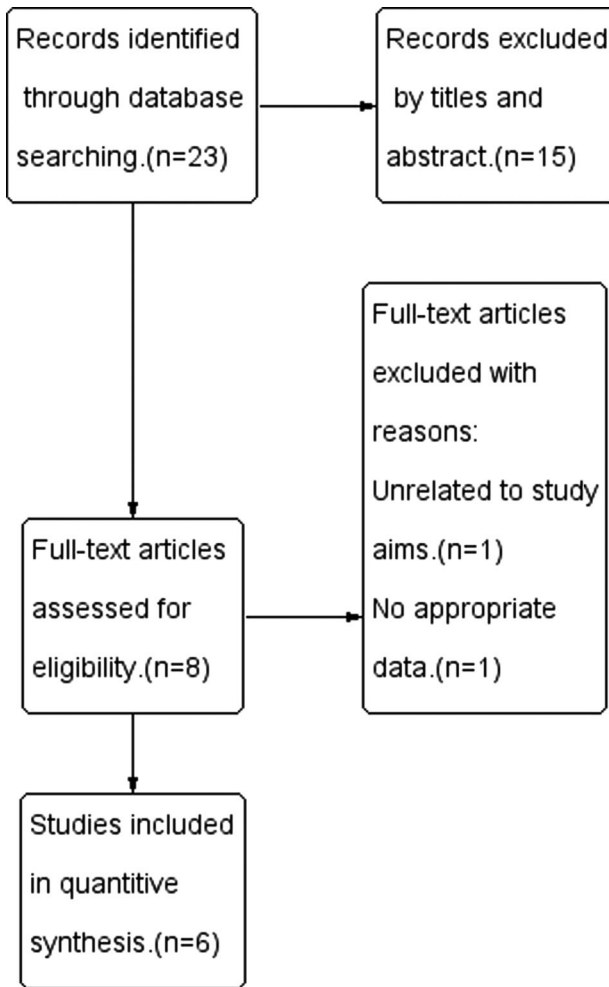 Records identified
through database
searching.(n=23)
Records excluded
by titles and
abstract.(n=15)
Full-text articles
excluded with
reasons:
Unrelated to study
aims.(n=1)
No appropriate
data.(n=1)
Full-text articles
assessed for
eligibility.(n=8)
Studies included
in quantitive
synthesis.(n=6)